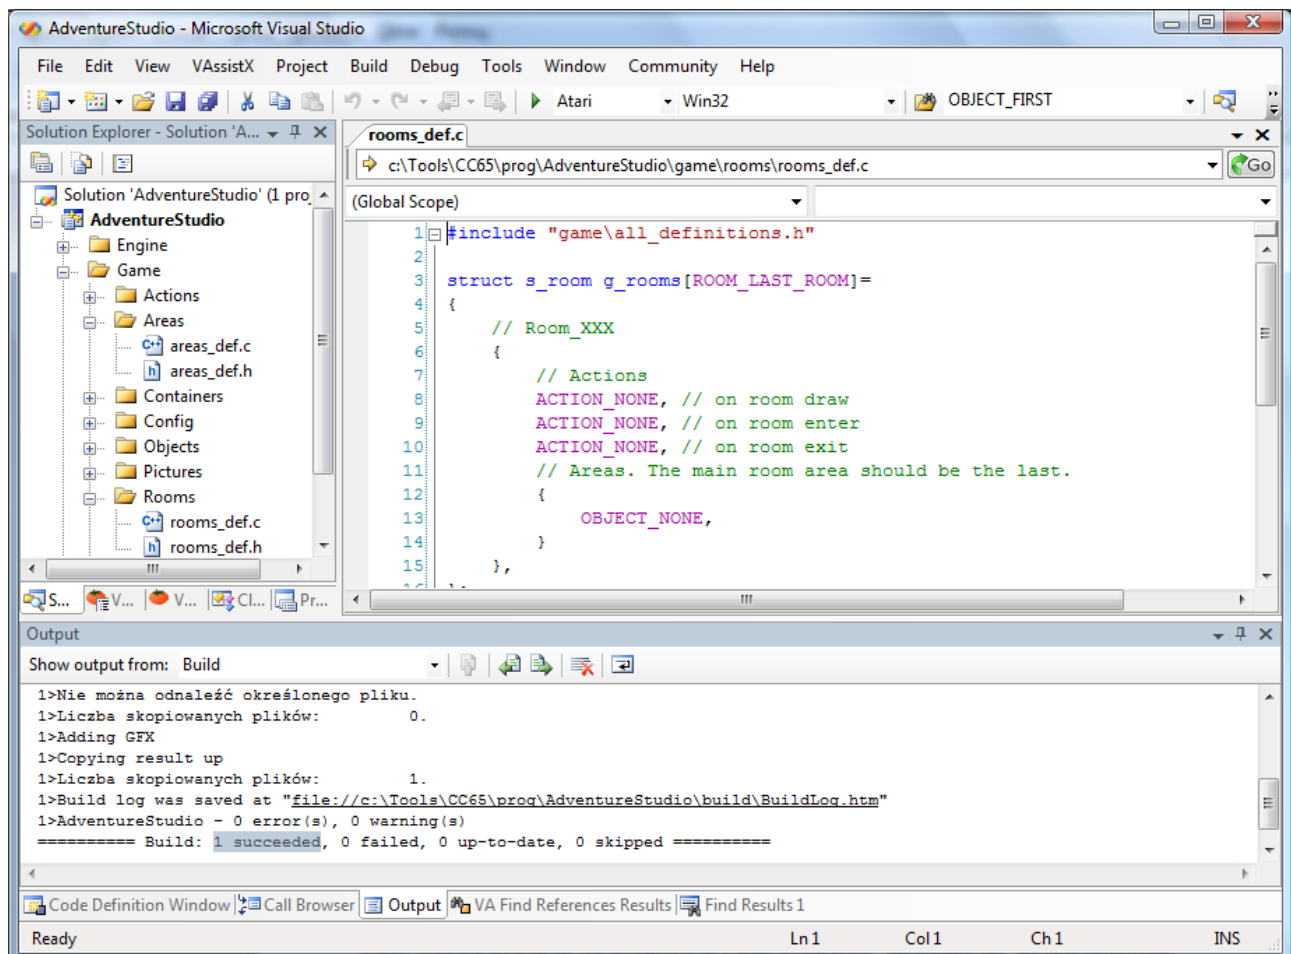 AdventureStudio - Microsoft Visual Studio
File Edit View VAssistX Project Build Debug Tools Window Community Help
Atari Win32 OBJECT_FIRST
Solution Explorer - Solution 'A...
rooms_def.c
c:\Tools\CC65\prog\AdventureStudio\game\rooms\rooms_def.c
Go
(Global Scope)
Solution 'AdventureStudio' (1 proj
AdventureStudio
Engine
Game
Actions
Areas
areas_def.c
areas_def.h
Containers
Config
Objects
Pictures
Rooms
rooms_def.c
rooms_def.h
S... V... V... Cl... Pr...
1 #include "game\all_definitions.h"
2
3 struct s_room g_rooms[ROOM_LAST_ROOM]=
4 {
5 // Room_XXX
6 {
7 // Actions
8 ACTION_NONE, // on room draw
9 ACTION_NONE, // on room enter
10 ACTION_NONE, // on room exit
11 // Areas. The main room area should be the last.
12 {
13 OBJECT_NONE,
14 }
15 },
Output
Show output from: Build
1>Nie można odnaleźć określonego pliku.
1>Liczba skopiowanych plików: 0.
1>Adding GFX
1>Copying result up
1>Liczba skopiowanych plików: 1.
1>Build log was saved at "file://c:\Tools\CC65\prog\AdventureStudio\build\BuildLog.htm"
1>AdventureStudio - 0 error(s), 0 warning(s)
========== Build: 1 succeeded, 0 failed, 0 up-to-date, 0 skipped ==========
Code Definition Window Call Browser Output VA Find References Results Find Results 1
Ready Ln 1 Col 1 Ch 1 INS